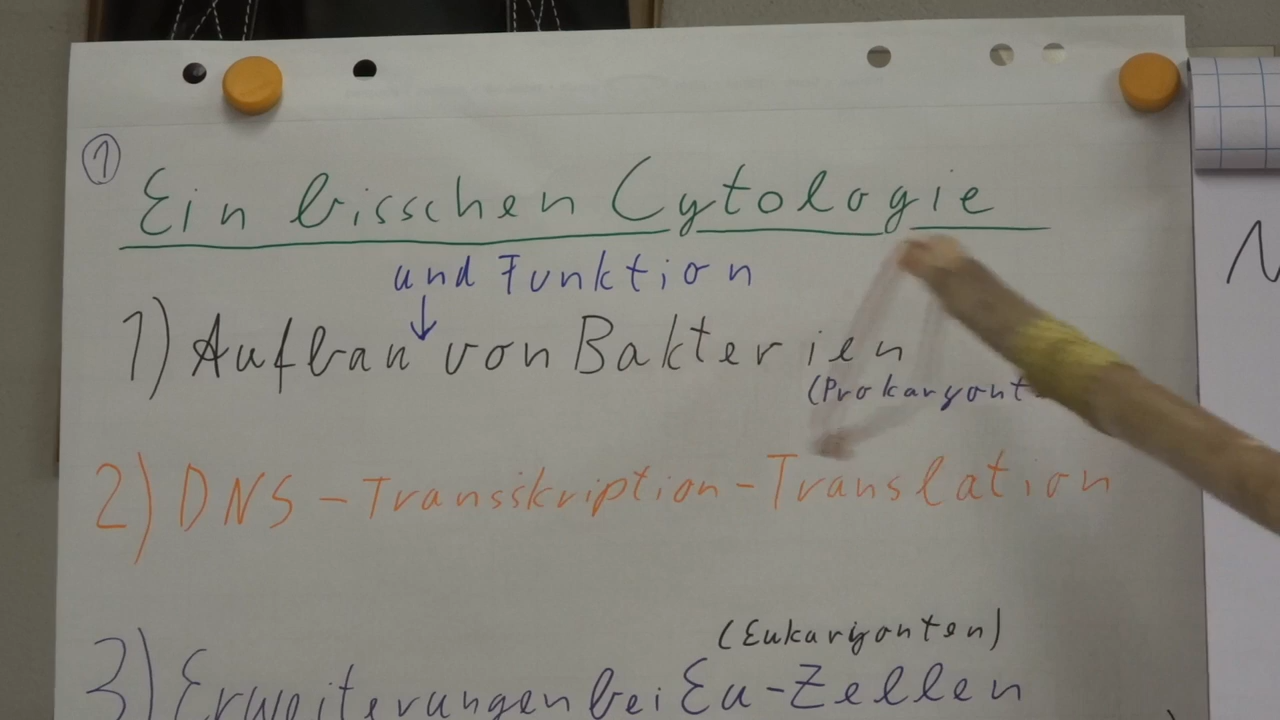 1
Ein bisschen Cytologie
und Funktion
↓
1) Aufbau von Bakterien
(Prokaryont
2) DNS - Transskription - Translation
(Eukaryonten)
3) Erweiterungen bei Eu-Zellen
N